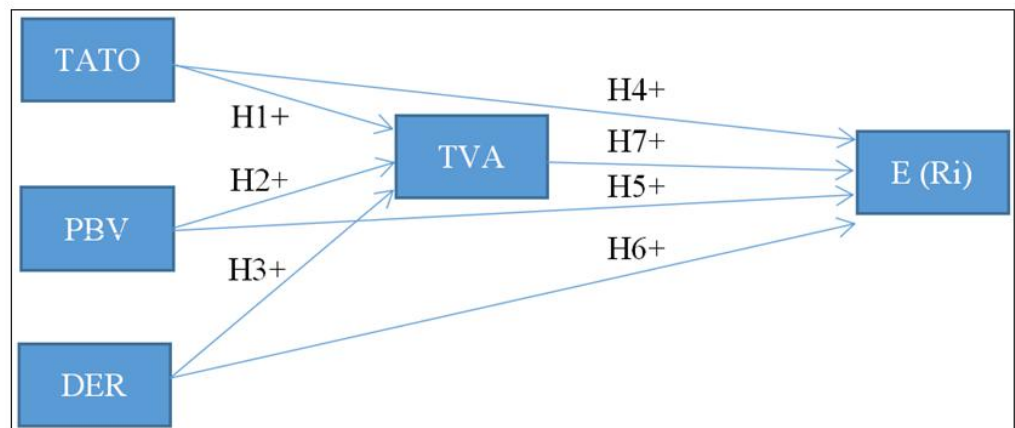 TATO
H1+
H4+
TVA
H7+
E (Ri)
H2+
H5+
PBV
H3+
H6+
DER